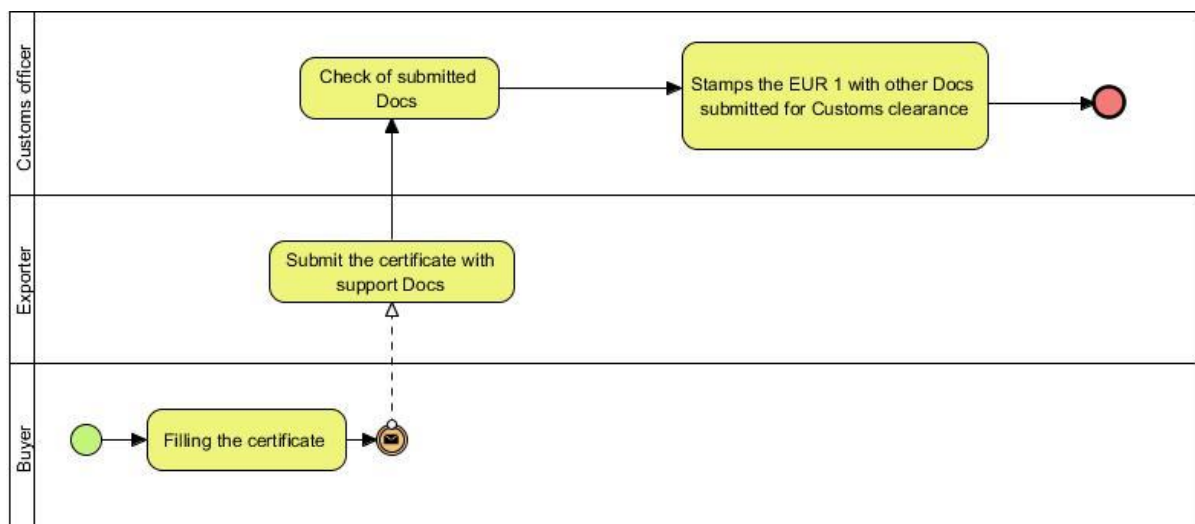 Customs officer
Check of submitted
Docs
Stamps the EUR 1 with other Docs
submitted for Customs clearance
Exporter
Submit the certificate with
support Docs
Buyer
Filling the certificate